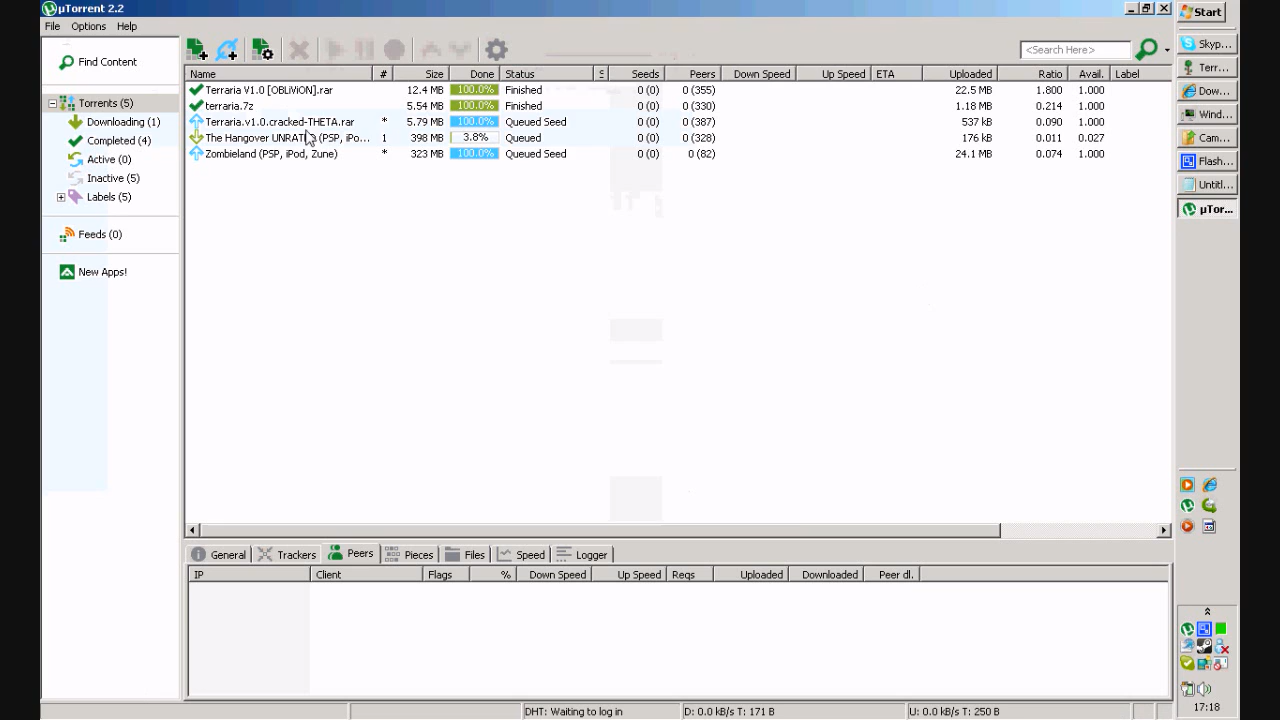 µTorrent 2.2
File Options Help
Start
Find Content
<Search Here>
Skyp...
Terr...
Dow...
Wind...
Cam...
Flash...
Untitl...
µTor...
Name # Size Done Status S Seeds Peers Down Speed Up Speed ETA Uploaded Ratio Avail. Label
Terraria V1.0 [OBLiViON].rar 12.4 MB 100.0% Finished 0 (0) 0 (355) 22.5 MB 1.800 1.000
terraria.7z 5.54 MB 100.0% Finished 0 (0) 0 (330) 1.18 MB 0.214 1.000
Terraria.v1.0.cracked-THETA.rar * 5.79 MB 100.0% Queued Seed 0 (0) 0 (387) 537 kB 0.090 1.000
The Hangover UNRAT (PSP, iPo... 1 398 MB 3.8% Queued 0 (0) 0 (328) 176 kB 0.011 0.027
Zombieland (PSP, iPod, Zune) * 323 MB 100.0% Queued Seed 0 (0) 0 (82) 24.1 MB 0.074 1.000
Torrents (5)
Downloading (1)
Completed (4)
Active (0)
Inactive (5)
Labels (5)
Feeds (0)
New Apps!
General Trackers Peers Pieces Files Speed Logger
IP Client Flags % Down Speed Up Speed Reqs Uploaded Downloaded Peer dl.
DHT: Waiting to log in D: 0.0 kB/s T: 171 B U: 0.0 kB/s T: 250 B
17:18